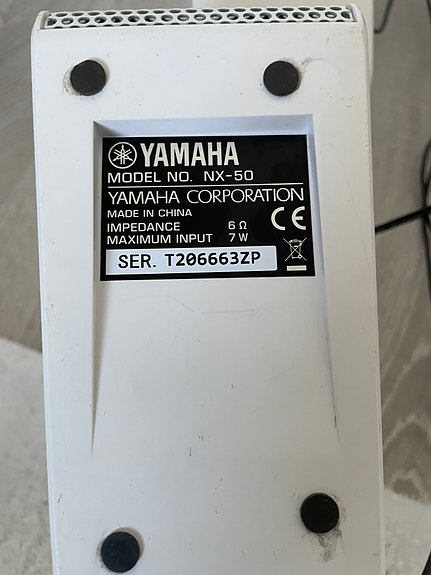 YAMAHA
MODEL NO. NX-50
YAMAHA CORPORATION
MADE IN CHINA
CE
IMPEDANCE 6 Ω
MAXIMUM INPUT 7 W
SER. T206663ZP